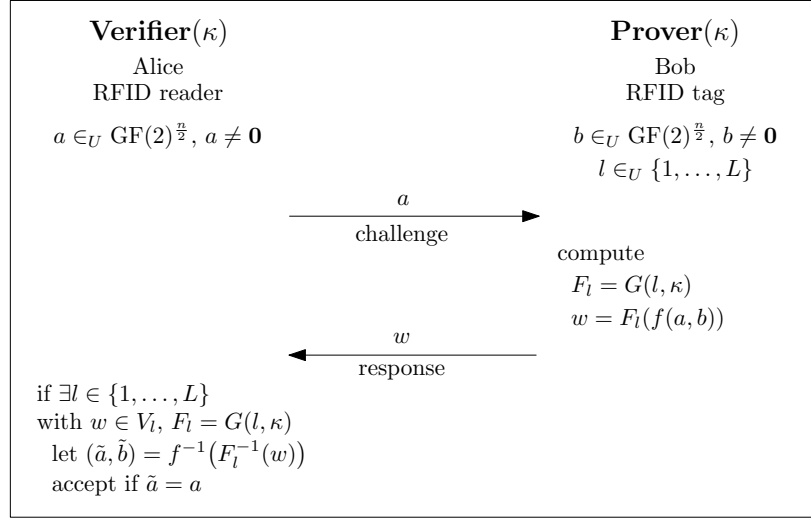 Verifier(κ)
Alice
RFID reader
a ∈_U GF(2)^{n/2}, a ≠ 0
Prover(κ)
Bob
RFID tag
b ∈_U GF(2)^{n/2}, b ≠ 0
l ∈_U {1, . . . , L}
a
challenge
compute
F_l = G(l, κ)
w = F_l(f(a, b))
w
response
if ∃l ∈ {1, . . . , L}
with w ∈ V_l, F_l = G(l, κ)
let (ã, b̃) = f^{−1}(F_l^{−1}(w))
accept if ã = a